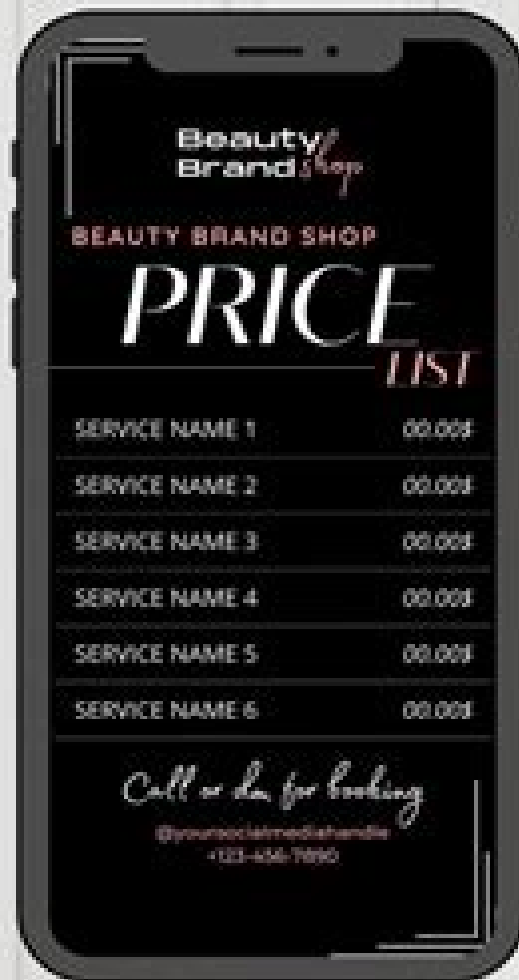 Beauty
Brand shop
BEAUTY BRAND SHOP
PRICE
LIST
SERVICE NAME 1 00.00$
SERVICE NAME 2 00.00$
SERVICE NAME 3 00.00$
SERVICE NAME 4 00.00$
SERVICE NAME 5 00.00$
SERVICE NAME 6 00.00$
Call or dm for booking
@yoursocialmediahandle
+123-456-7890